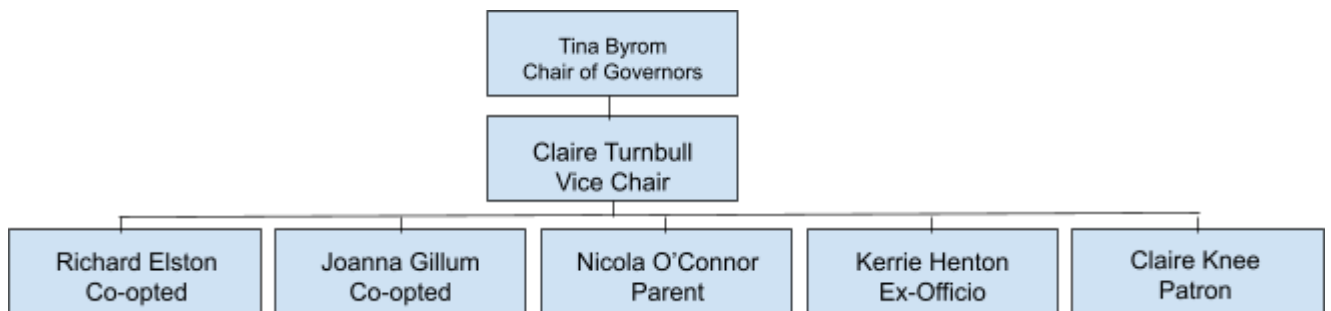 Tina Byrom
Chair of Governors
Claire Turnbull
Vice Chair
Richard Elston
Co-opted
Joanna Gillum
Co-opted
Nicola O’Connor
Parent
Kerrie Henton
Ex-Officio
Claire Knee
Patron